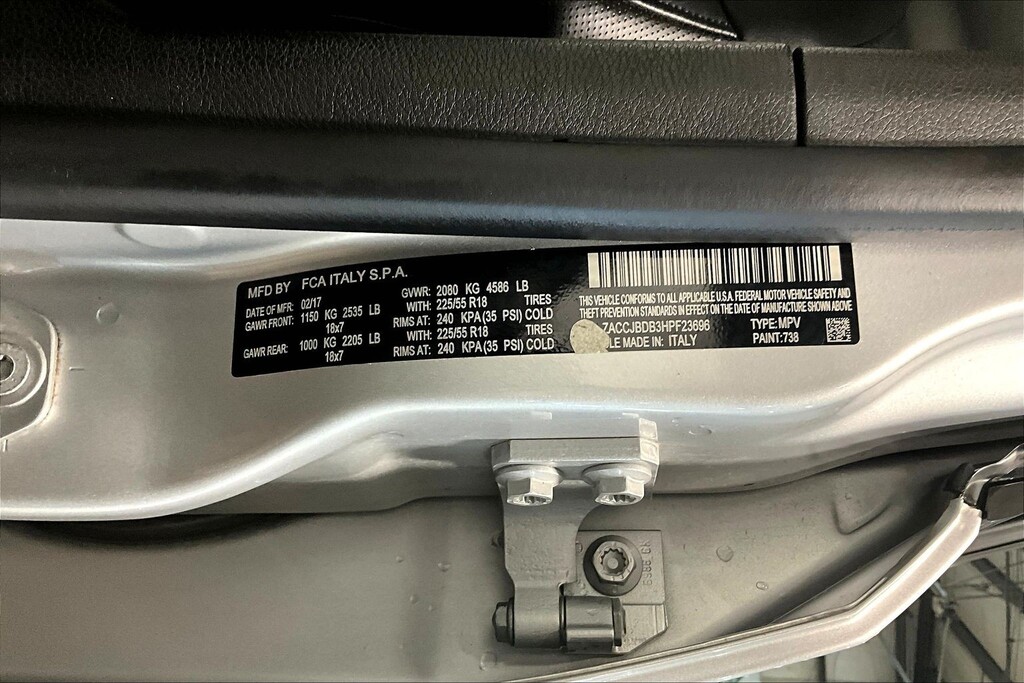 MFD BY FCA ITALY S.P.A.
DATE OF MFR: 02/17 GVWR: 2080 KG 4586 LB
GAWR FRONT: 1150 KG 2535 LB WITH: 225/55 R18 TIRES
18x7 RIMS AT: 240 KPA(35 PSI) COLD
GAWR REAR: 1000 KG 2205 LB WITH: 225/55 R18 TIRES
18x7 RIMS AT: 240 KPA (35 PSI) COLD
THIS VEHICLE CONFORMS TO ALL APPLICABLE U.S.A. FEDERAL MOTOR VEHICLE SAFETY AND
THEFT PREVENTION STANDARDS IN EFFECT ON THE DATE OF MANUFACTURE SHOWN ABOVE
ZACCJBDB3HPF23696 TYPE: MPV
LE MADE IN: ITALY PAINT:738